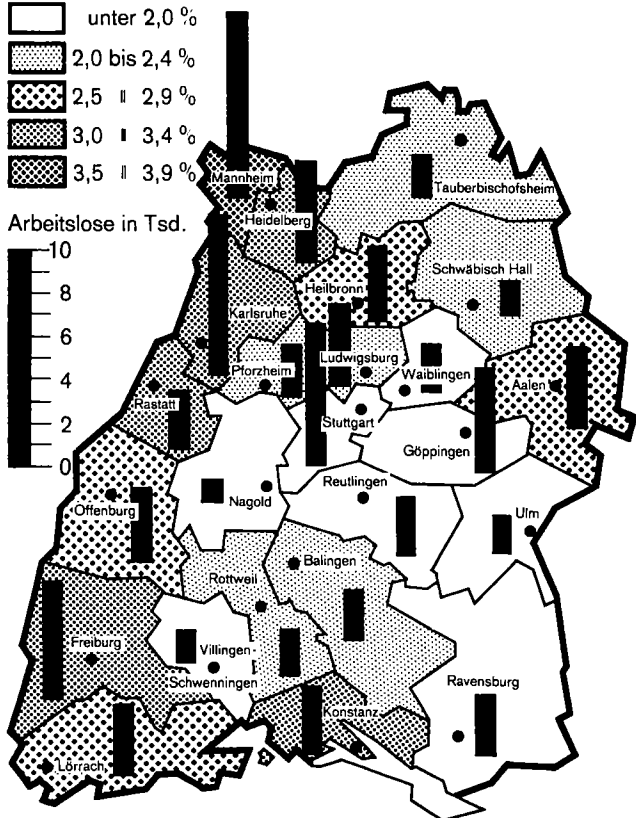 unter 2,0 %
2,0 bis 2,4 %
2,5 " 2,9 %
3,0 " 3,4 %
3,5 " 3,9 %
Arbeitslose in Tsd.
10
8
6
4
2
0
Mannheim
Heidelberg
Tauberbischofsheim
Schwäbisch Hall
Heilbronn
Karlsruhe
Pforzheim
Ludwigsburg
Waiblingen
Aalen
Rastatt
Stuttgart
Göppingen
Nagold
Reutlingen
Offenburg
Ulm
Balingen
Rottweil
Freiburg
Villingen-
Schwenningen
Ravensburg
Konstanz
Lörrach